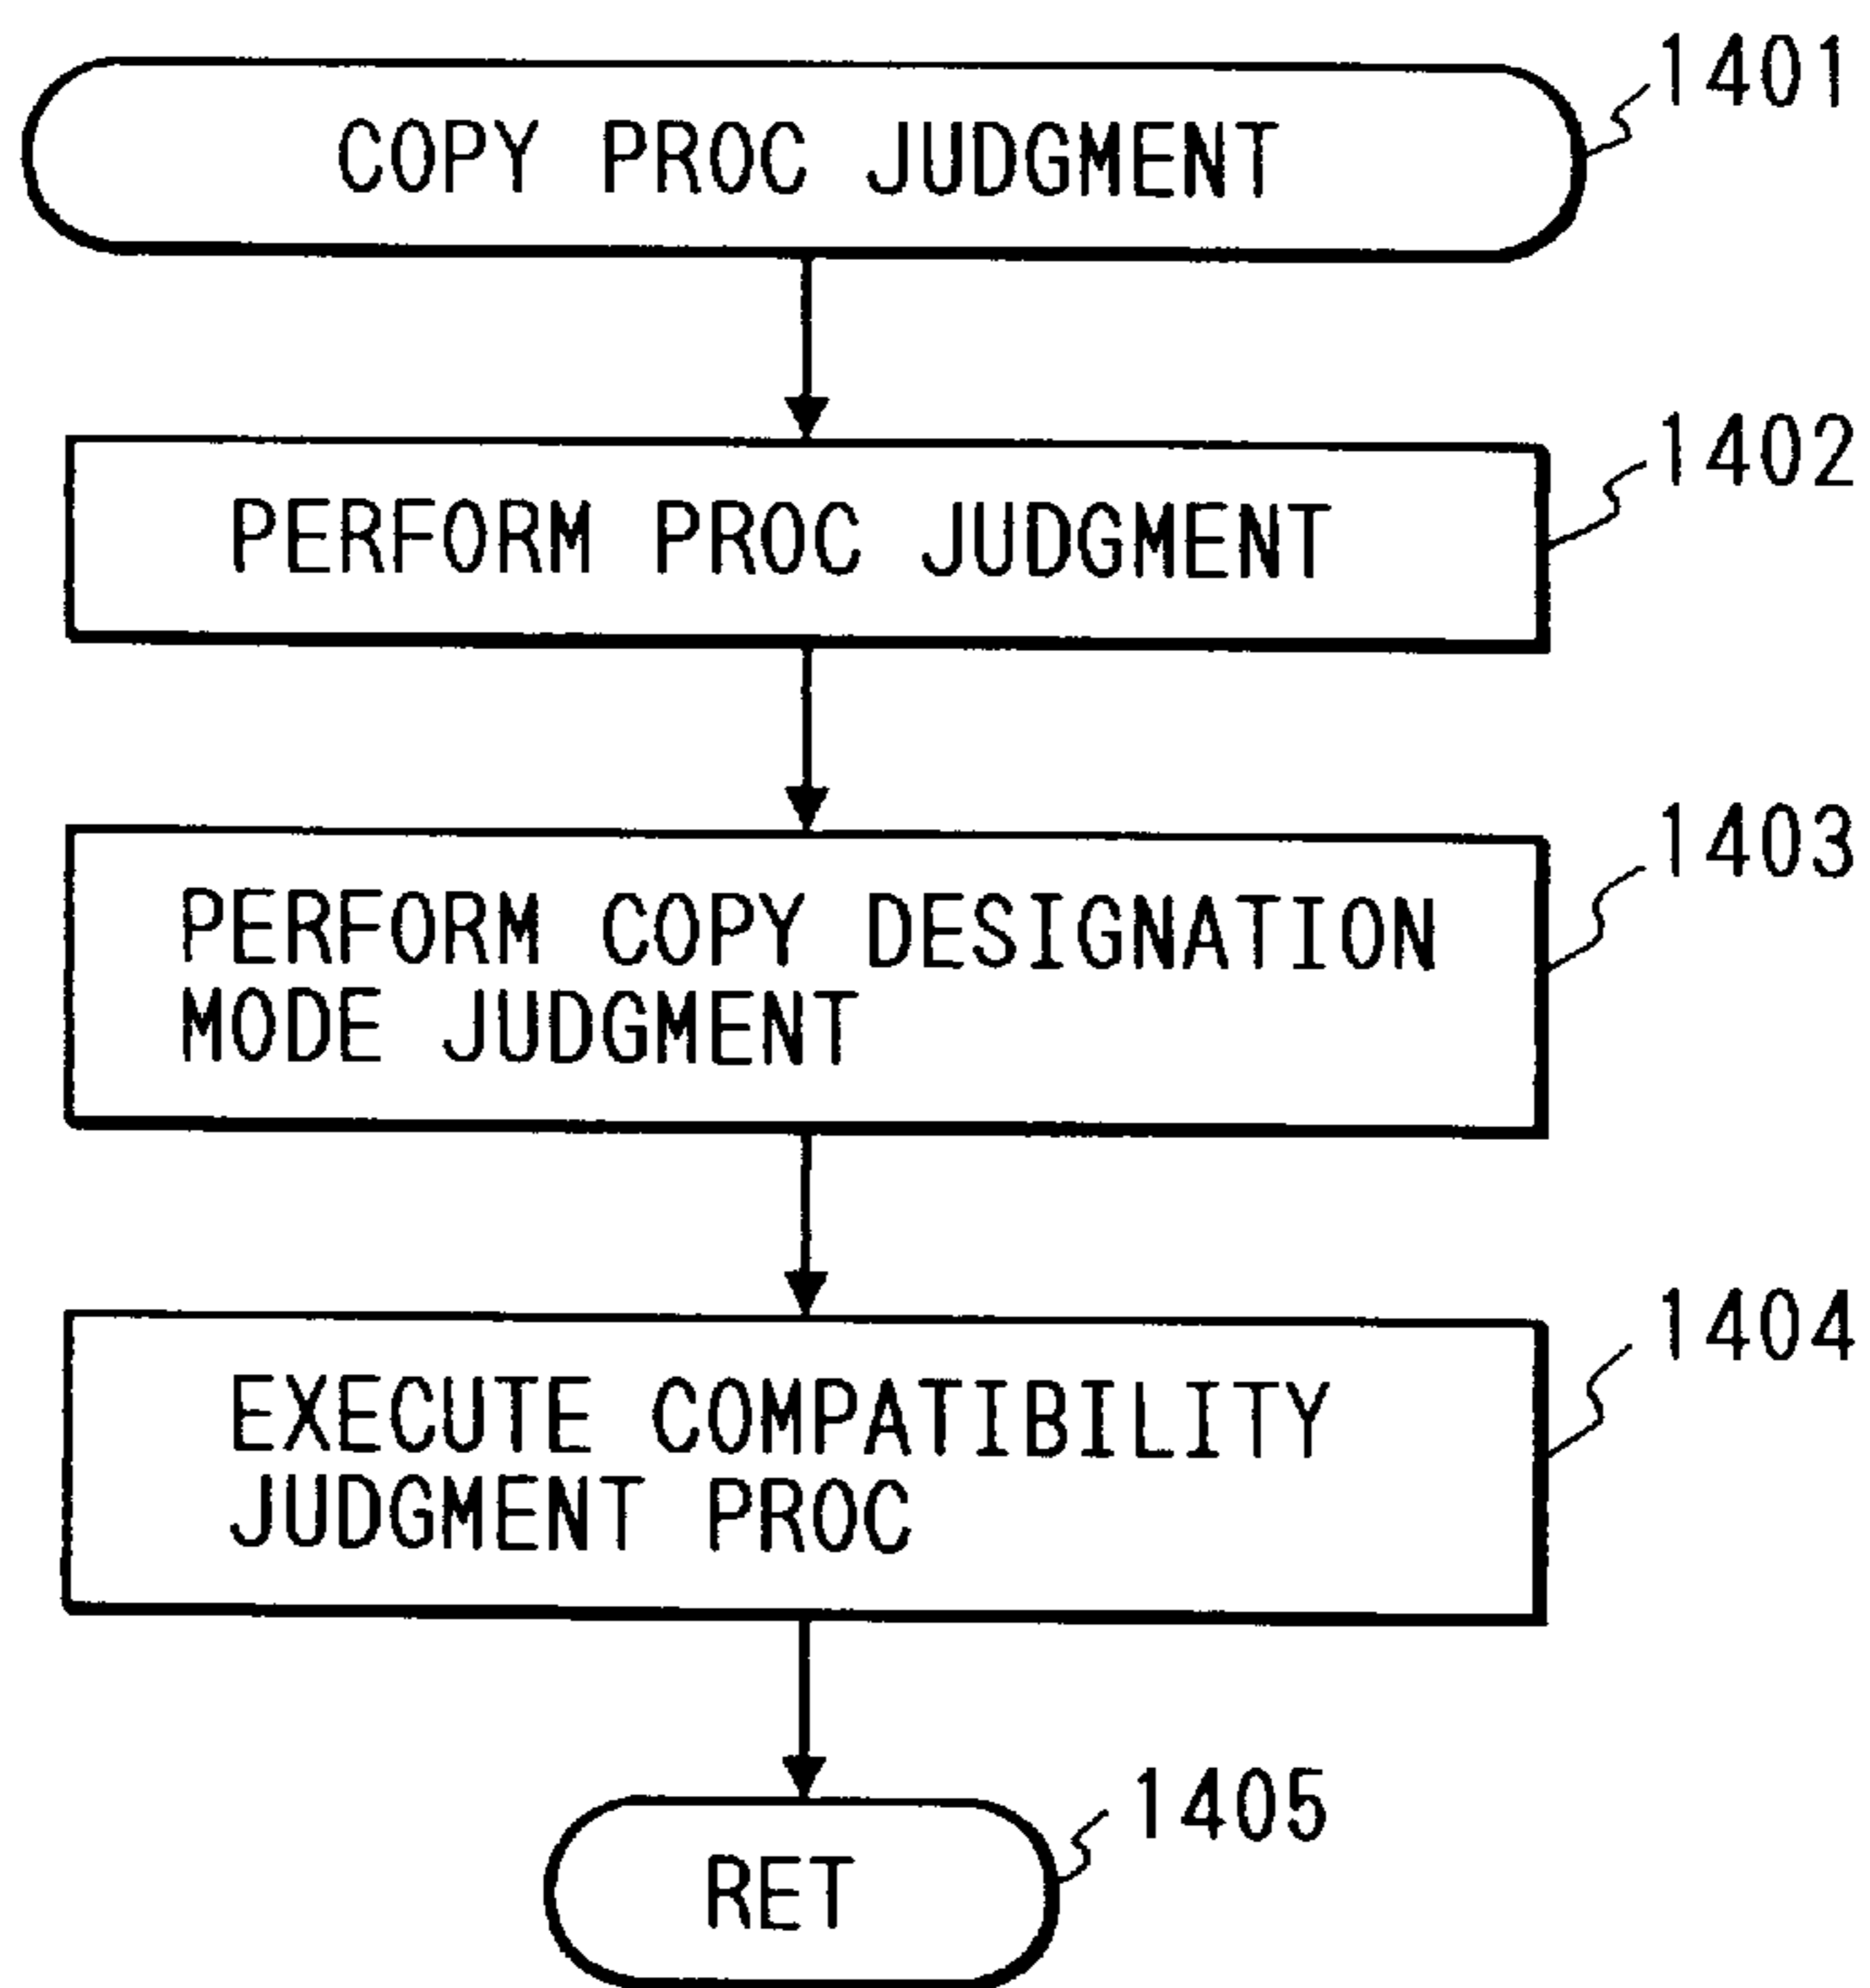 COPY PROC JUDGMENT
1401
PERFORM PROC JUDGMENT
1402
PERFORM COPY DESIGNATION
MODE JUDGMENT
1403
EXECUTE COMPATIBILITY
JUDGMENT PROC
1404
RET
1405